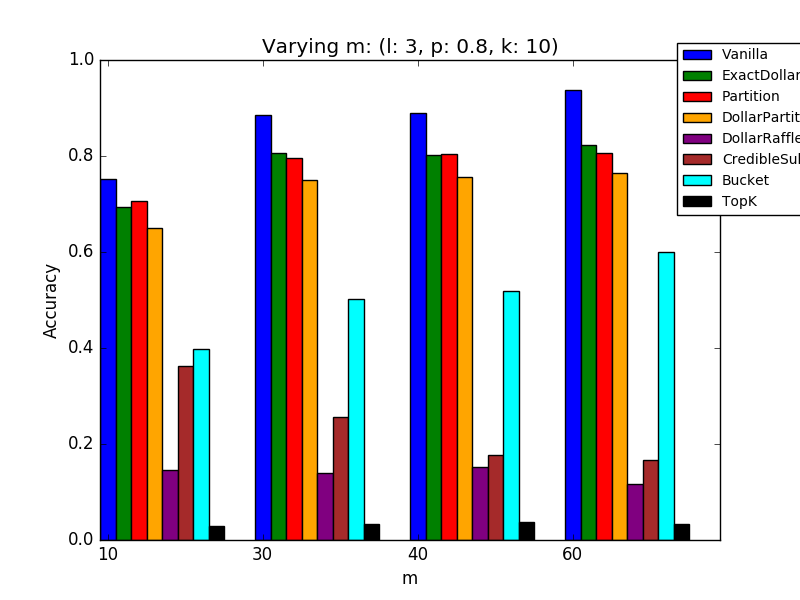 Varying m: (l: 3, p: 0.8, k: 10)
Vanilla
ExactDollar
Partition
DollarPartit
DollarRaffle
CredibleSu
Bucket
TopK
1.0
0.8
0.6
0.4
0.2
0.0
Accuracy
10 30 40 60
m